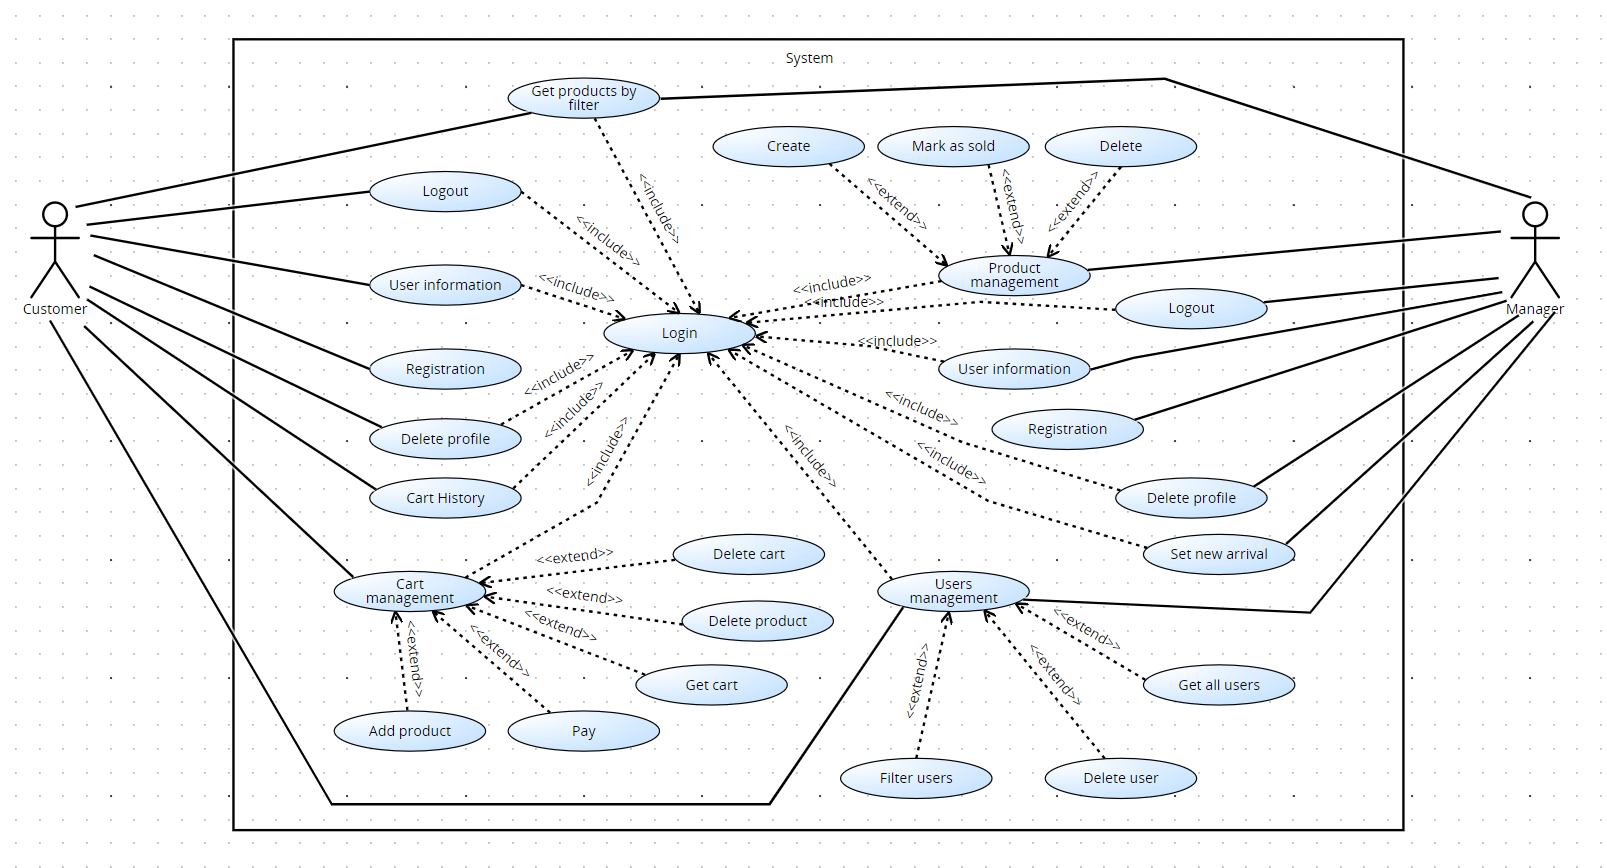 System
Get products by
filter
Create
Mark as sold
Delete
Logout
<<include>>
<<include>>
<<extend>>
<<extend>>
<<extend>>
Customer
Manager
User information
<<include>>
Product
management
<<include>>
<<include>>
Logout
Login
<<include>>
User information
Registration
<<include>>
<<include>>
<<include>>
Registration
Delete profile
<<include>>
<<include>>
<<include>>
<<include>>
Cart History
Delete profile
<<extend>>
Delete cart
Set new arrival
Cart
management
<<extend>>
Users
management
<<extend>>
Delete product
<<extend>>
<<extend>>
<<extend>>
<<extend>>
<<extend>>
Get cart
Get all users
Add product
Pay
Filter users
Delete user